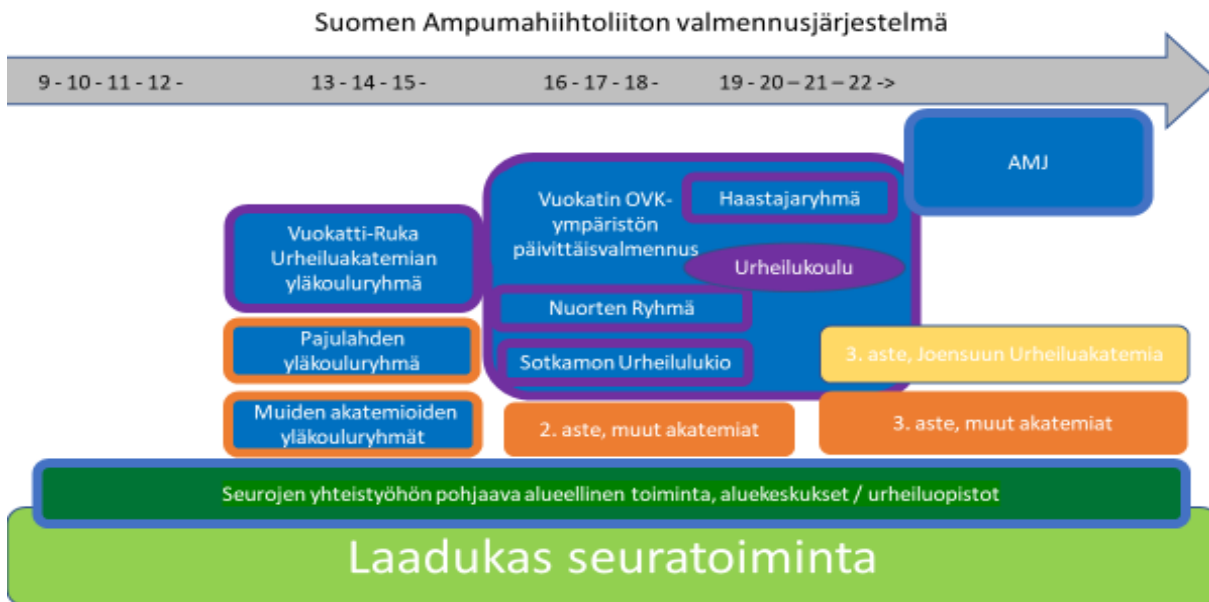 Suomen Ampumahiihtoliiton valmennusjärjestelmä
9 - 10 - 11 - 12 -
13 - 14 - 15 -
16 - 17 - 18 -
19 - 20 – 21 – 22 ->
AMJ
Vuokatin OVK-
ympäristön
päivittäisvalmennus
Haastajaryhmä
Urheilukoulu
Vuokatti-Ruka
Urheiluakatemian
yläkouluryhmä
Nuorten Ryhmä
Pajulahden
yläkouluryhmä
Sotkamon Urheilulukio
3. aste, Joensuun Urheiluakatemia
Muiden akatemioiden
yläkouluryhmät
2. aste, muut akatemiat
3. aste, muut akatemiat
Seurojen yhteistyöhön pohjaava alueellinen toiminta, aluekeskukset / urheiluopistot
Laadukas seuratoiminta